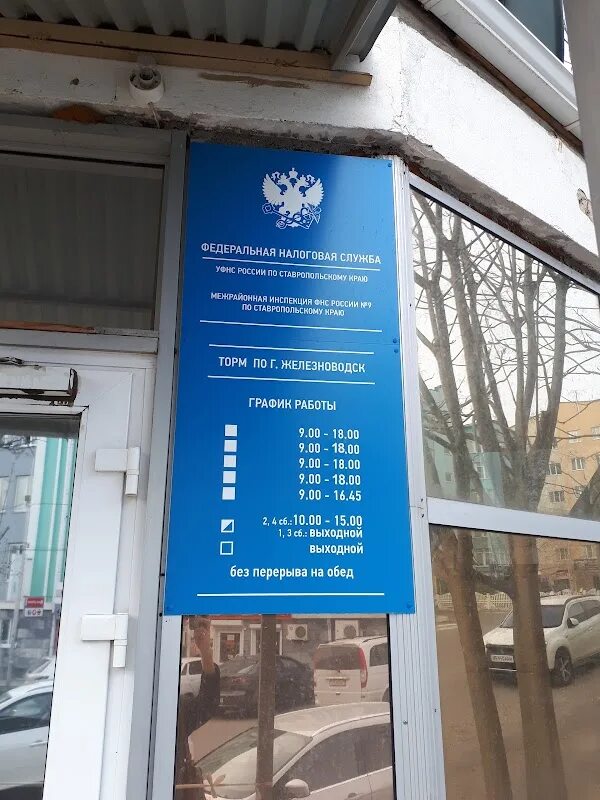 ФЕДЕРАЛЬНАЯ НАЛОГОВАЯ СЛУЖБА
УФНС РОССИИ ПО СТАВРОПОЛЬСКОМУ КРАЮ
МЕЖРАЙОННАЯ ИНСПЕКЦИЯ ФНС РОССИИ №9
ПО СТАВРОПОЛЬСКОМУ КРАЮ
ТОРМ ПО Г. ЖЕЛЕЗНОВОДСК
ГРАФИК РАБОТЫ
9.00 - 18.00
9.00 - 18.00
9.00 - 18.00
9.00 - 18.00
9.00 - 16.45
2, 4 сб.: 10.00 - 15.00
1, 3 сб.: ВЫХОДНОЙ
ВЫХОДНОЙ
без перерыва на обед